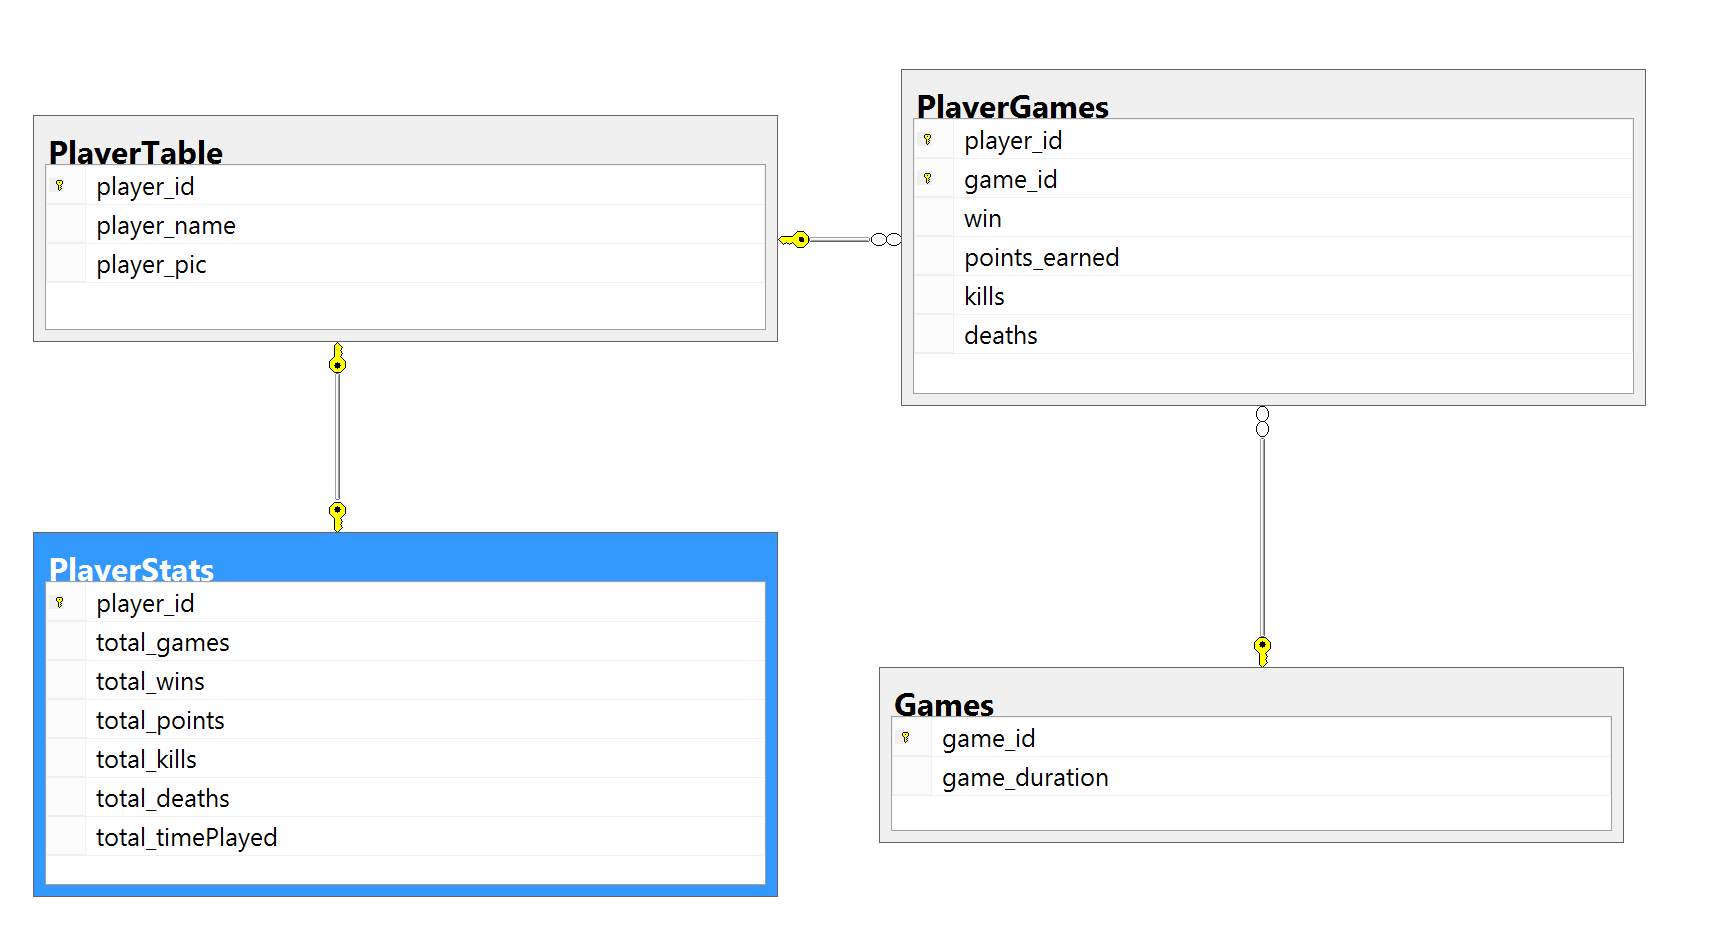 PlayerTable
player_id
player_name
player_pic
PlayerGames
player_id
game_id
win
points_earned
kills
deaths
PlayerStats
player_id
total_games
total_wins
total_points
total_kills
total_deaths
total_timePlayed
Games
game_id
game_duration